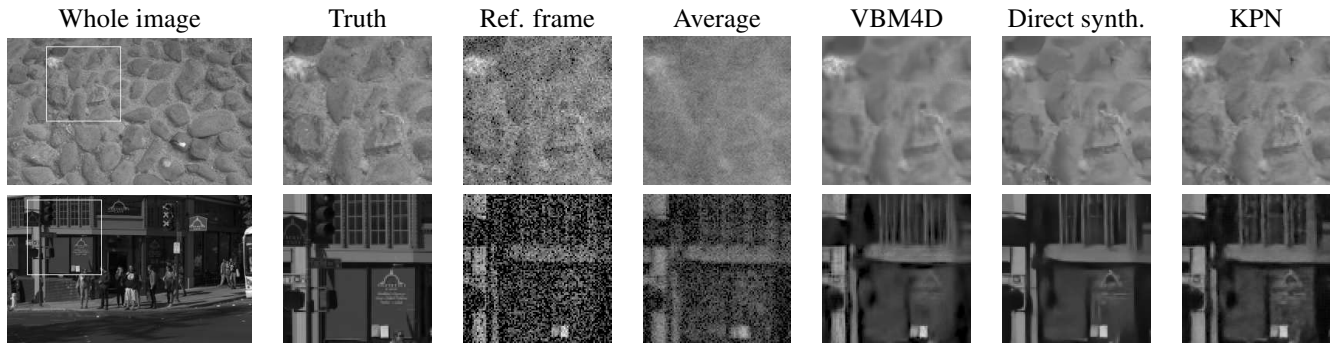 Whole image
Truth
Ref. frame
Average
VBM4D
Direct synth.
KPN